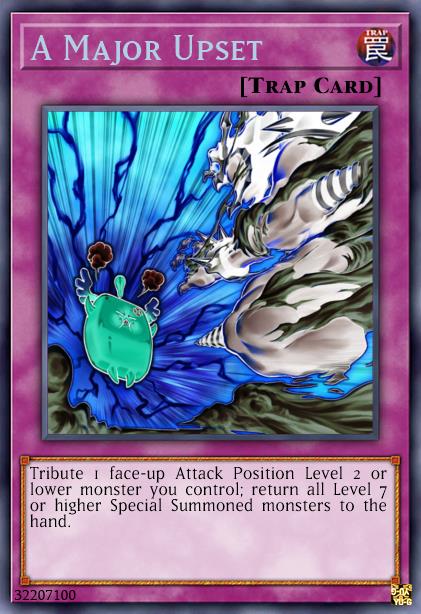 A Major Upset
TRAP
罠
[Trap Card]
Tribute 1 face-up Attack Position Level 2 or
lower monster you control; return all Level 7
or higher Special Summoned monsters to the
hand.
32207100